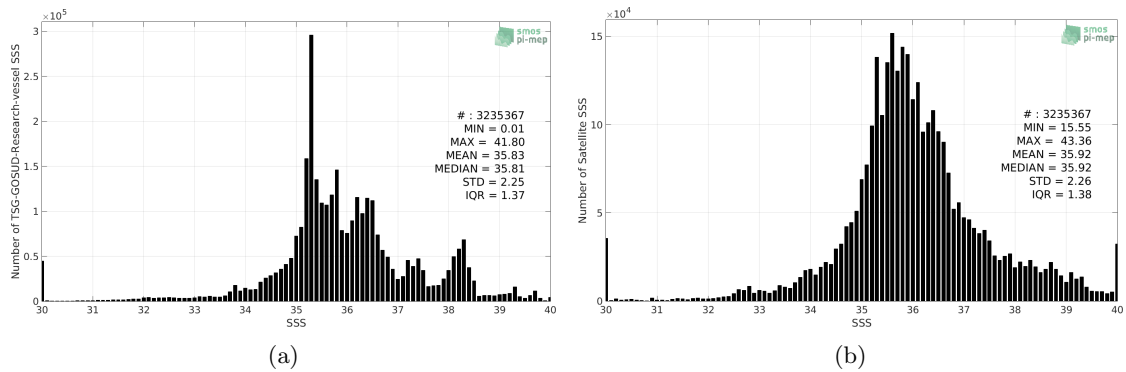 ×10⁵
3
2.5
2
1.5
1
0.5
0
Number of TSG-GOSUD-Research-vessel SSS
smos
pi-mep
# : 3235367
MIN = 0.01
MAX = 41.80
MEAN = 35.83
MEDIAN = 35.81
STD = 2.25
IQR = 1.37
30 31 32 33 34 35 36 37 38 39 40
SSS
(a)
×10⁴
15
10
5
0
Number of Satellite SSS
smos
pi-mep
# : 3235367
MIN = 15.55
MAX = 43.36
MEAN = 35.92
MEDIAN = 35.92
STD = 2.26
IQR = 1.38
30 31 32 33 34 35 36 37 38 39 40
SSS
(b)